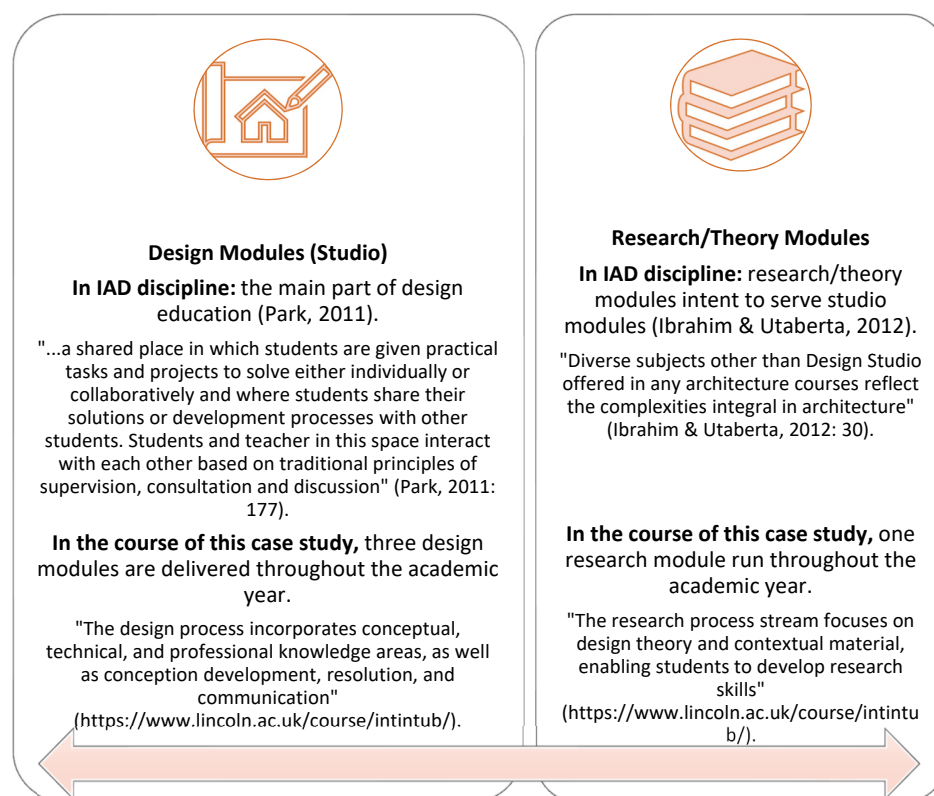 Design Modules (Studio)
In IAD discipline: the main part of design
education (Park, 2011).
"...a shared place in which students are given practical
tasks and projects to solve either individually or
collaboratively and where students share their
solutions or development processes with other
students. Students and teacher in this space interact
with each other based on traditional principles of
supervision, consultation and discussion" (Park, 2011:
177).
In the course of this case study, three design
modules are delivered throughout the academic
year.
"The design process incorporates conceptual,
technical, and professional knowledge areas, as well
as conception development, resolution, and
communication"
(https://www.lincoln.ac.uk/course/intintub/).
Research/Theory Modules
In IAD discipline: research/theory
modules intent to serve studio
modules (Ibrahim & Utaberta, 2012).
"Diverse subjects other than Design Studio
offered in any architecture courses reflect
the complexities integral in architecture"
(Ibrahim & Utaberta, 2012: 30).
In the course of this case study, one
research module run throughout the
academic year.
"The research process stream focuses on
design theory and contextual material,
enabling students to develop research
skills"
(https://www.lincoln.ac.uk/course/intintu
b/).